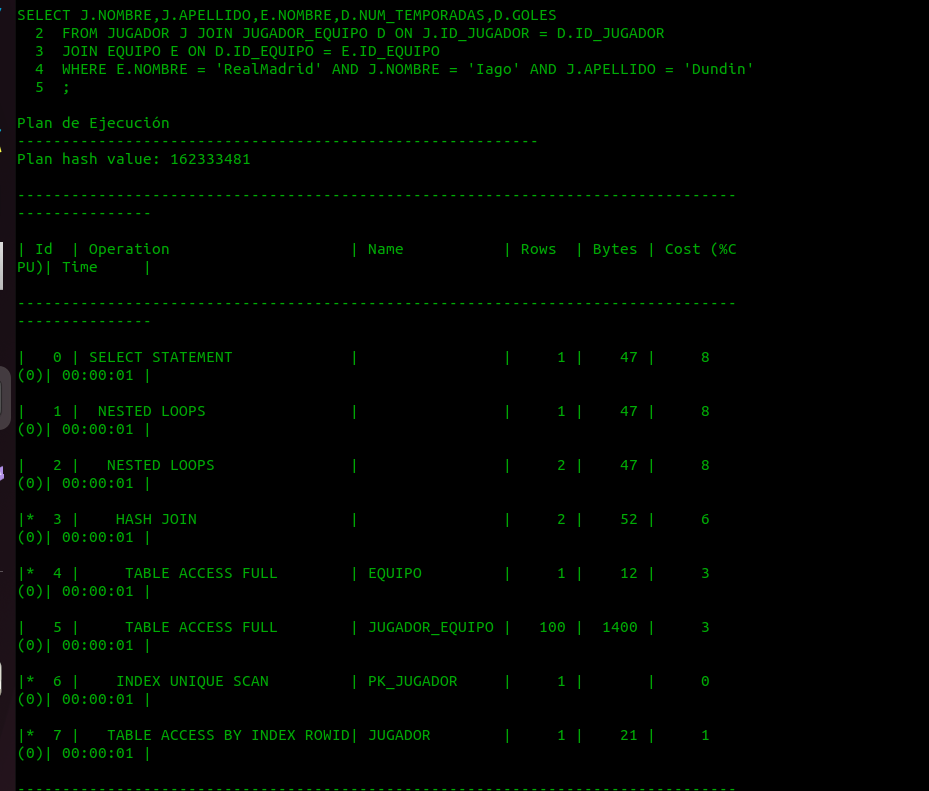 SELECT J.NOMBRE,J.APELLIDO,E.NOMBRE,D.NUM_TEMPORADAS,D.GOLES
  2  FROM JUGADOR J JOIN JUGADOR_EQUIPO D ON J.ID_JUGADOR = D.ID_JUGADOR
  3  JOIN EQUIPO E ON D.ID_EQUIPO = E.ID_EQUIPO
  4  WHERE E.NOMBRE = 'RealMadrid' AND J.NOMBRE = 'Iago' AND J.APELLIDO = 'Dundin'
  5  ;

Plan de Ejecución
----------------------------------------------------------
Plan hash value: 162333481

--------------------------------------------------------------------------------
---------------

| Id  | Operation                    | Name           | Rows  | Bytes | Cost (%C
PU)| Time     |

--------------------------------------------------------------------------------
---------------

|   0 | SELECT STATEMENT             |                |     1 |    47 |     8
(0)| 00:00:01 |

|   1 |  NESTED LOOPS                |                |     1 |    47 |     8
(0)| 00:00:01 |

|   2 |   NESTED LOOPS               |                |     2 |    47 |     8
(0)| 00:00:01 |

|*  3 |    HASH JOIN                 |                |     2 |    52 |     6
(0)| 00:00:01 |

|*  4 |     TABLE ACCESS FULL        | EQUIPO         |     1 |    12 |     3
(0)| 00:00:01 |

|   5 |     TABLE ACCESS FULL        | JUGADOR_EQUIPO |   100 |  1400 |     3
(0)| 00:00:01 |

|*  6 |    INDEX UNIQUE SCAN         | PK_JUGADOR     |     1 |       |     0
(0)| 00:00:01 |

|*  7 |   TABLE ACCESS BY INDEX ROWID| JUGADOR        |     1 |    21 |     1
(0)| 00:00:01 |

--------------------------------------------------------------------------------